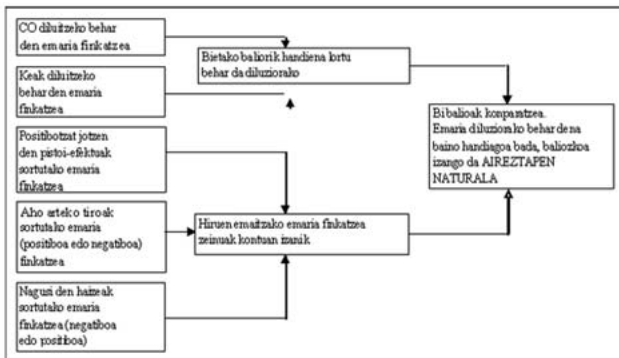 CO diluitzeko behar
den emaria finkatzea
Keak diluitzeko
behar den emaria
finkatzea
Positibotzat jotzen
den pistoi-efektuak
sortutako emaria
finkatzea
Aho arteko tiroak
sortutako emaria
(positiboa edo negatiboa)
finkatzea
Nagusi den haizeak
sortutako emaria
finkatzea (negatiboa
edo positiboa)
Bietako baliorik handiena lortu
behar da diluziorako
Hiruen emaitzako emaria finkatzea
zeinuak kontuan izanik
Bi balioak konparatzea.
Emaria diluziorako behar dena
baino handiagoa bada, baliozkoa
izango da AIREZTAPEN
NATURALA